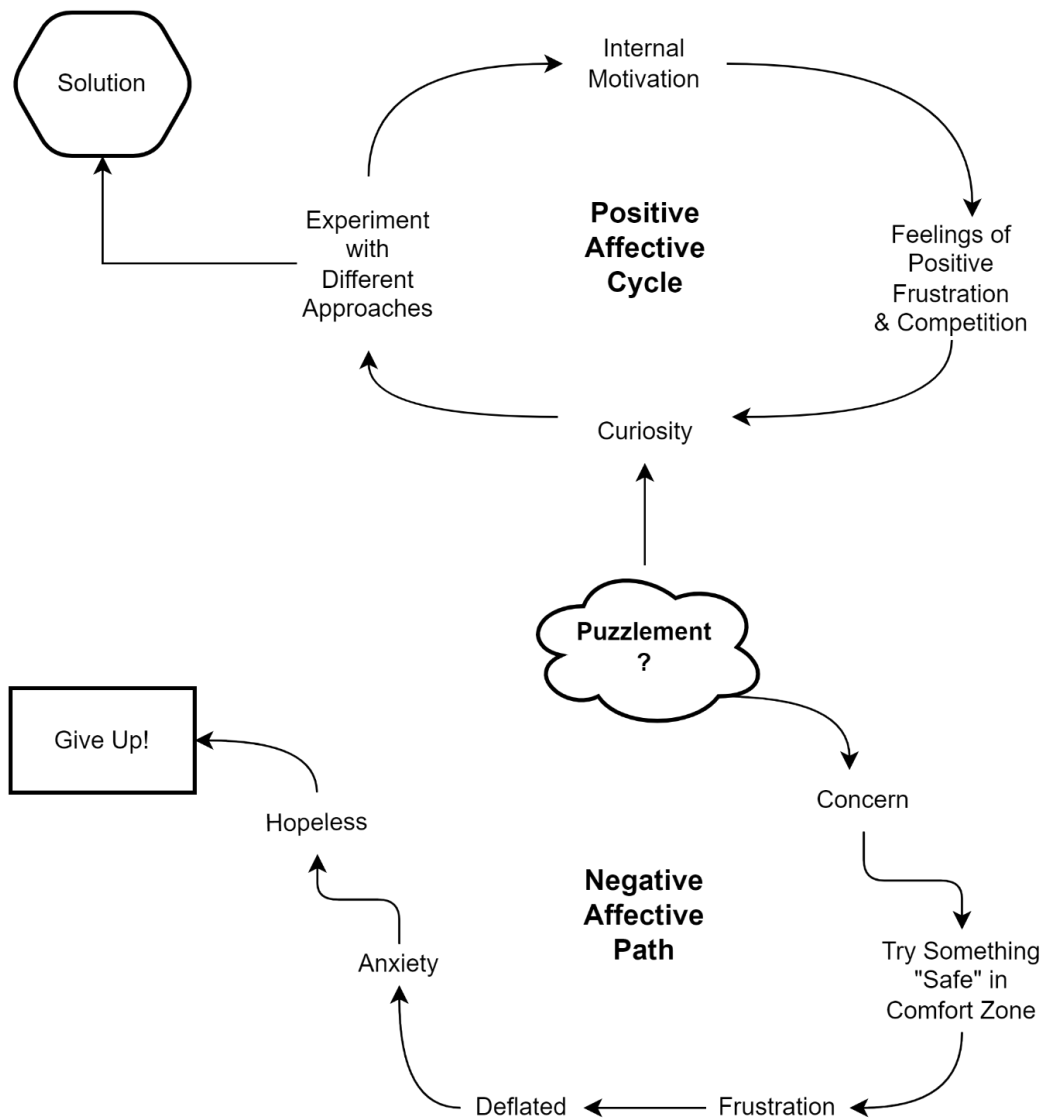 Solution
Internal
Motivation
Positive
Affective
Cycle
Experiment
with
Different
Approaches
Feelings of
Positive
Frustration
& Competition
Curiosity
Puzzlement
?
Give Up!
Concern
Hopeless
Negative
Affective
Path
Try Something
"Safe" in
Comfort Zone
Anxiety
Deflated
Frustration